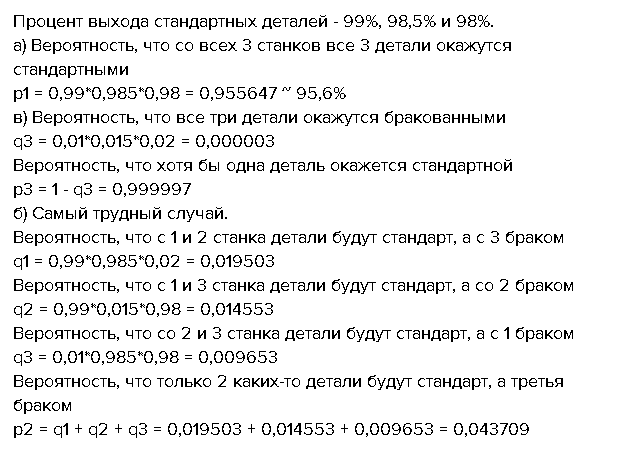 Процент выхода стандартных деталей - 99%, 98,5% и 98%.
а) Вероятность, что со всех 3 станков все 3 детали окажутся
стандартными
p1 = 0,99*0,985*0,98 = 0,955647 ~ 95,6%
в) Вероятность, что все три детали окажутся бракованными
q3 = 0,01*0,015*0,02 = 0,000003
Вероятность, что хотя бы одна деталь окажется стандартной
p3 = 1 - q3 = 0,999997
б) Самый трудный случай.
Вероятность, что с 1 и 2 станка детали будут стандарт, а с 3 браком
q1 = 0,99*0,985*0,02 = 0,019503
Вероятность, что с 1 и 3 станка детали будут стандарт, а со 2 браком
q2 = 0,99*0,015*0,98 = 0,014553
Вероятность, что со 2 и 3 станка детали будут стандарт, а с 1 браком
q3 = 0,01*0,985*0,98 = 0,009653
Вероятность, что только 2 каких-то детали будут стандарт, а третья
браком
p2 = q1 + q2 + q3 = 0,019503 + 0,014553 + 0,009653 = 0,043709